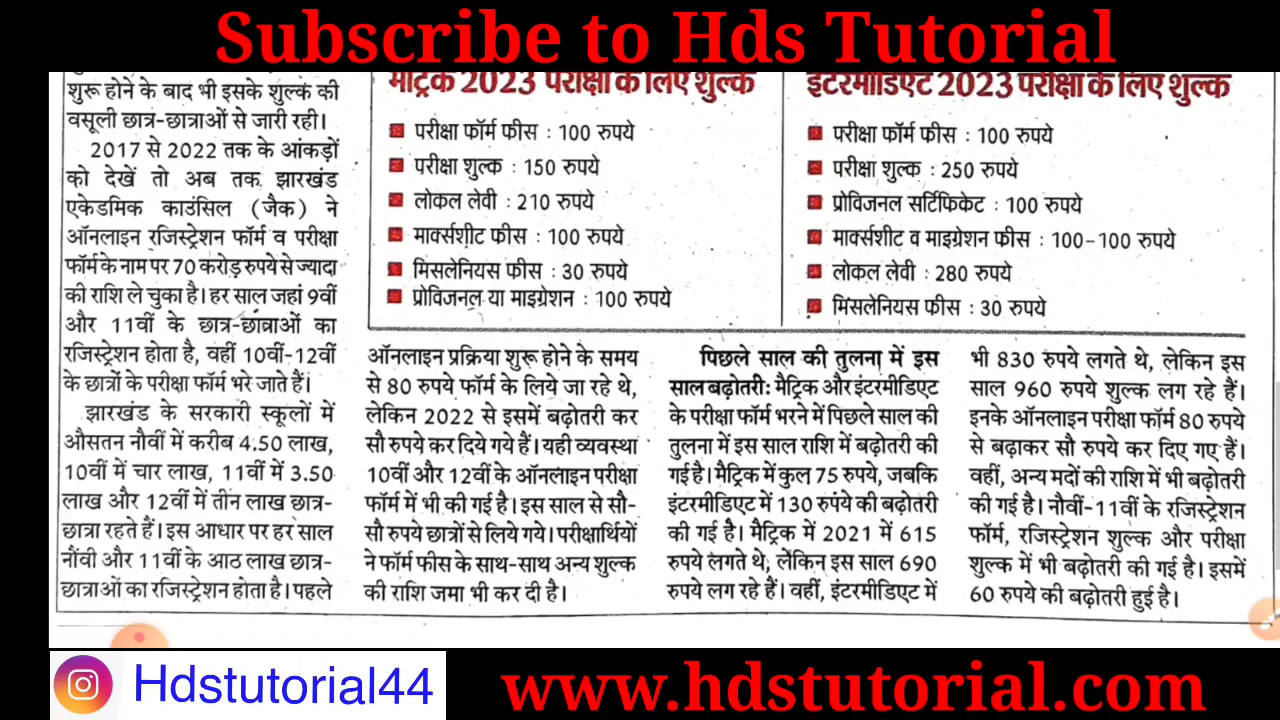 Subscribe to Hds Tutorial
शुरू होने के बाद भी इसके शुल्क की
वसूली छात्र-छात्राओं से जारी रही।
2017 से 2022 तक के आंकड़ों
को देखें तो अब तक झारखंड
एकेडमिक काउंसिल (जैक) ने
ऑनलाइन रजिस्ट्रेशन फॉर्म व परीक्षा
फॉर्म के नाम पर 70 करोड़ रुपये से ज्यादा
की राशि ले चुका है। हर साल जहां 9वीं
और 11वीं के छात्र-छात्राओं का
रजिस्ट्रेशन होता है, वहीं 10वीं-12वीं
के छात्रों के परीक्षा फॉर्म भरे जाते हैं।
झारखंड के सरकारी स्कूलों में
औसतन नौवीं में करीब 4.50 लाख,
10वीं में चार लाख, 11वीं में 3.50
लाख और 12वीं में तीन लाख छात्र-
छात्रा रहते हैं। इस आधार पर हर साल
नौंवी और 11वीं के आठ लाख छात्र-
छात्राओं का रजिस्ट्रेशन होता है। पहले
मैट्रिक 2023 परीक्षा के लिए शुल्क
परीक्षा फॉर्म फीस : 100 रुपये
परीक्षा शुल्क : 150 रुपये
लोकल लेवी : 210 रुपये
मार्क्सशीट फीस : 100 रुपये
मिसलेनियस फीस : 30 रुपये
प्रोविजनल या माइग्रेशन : 100 रुपये
इंटरमीडिएट 2023 परीक्षा के लिए शुल्क
परीक्षा फॉर्म फीस : 100 रुपये
परीक्षा शुल्क : 250 रुपये
प्रोविजनल सर्टिफिकेट : 100 रुपये
मार्क्सशीट व माइग्रेशन फीस : 100-100 रुपये
लोकल लेवी : 280 रुपये
मिसलेनियस फीस : 30 रुपये
ऑनलाइन प्रक्रिया शुरू होने के समय
से 80 रुपये फॉर्म के लिये जा रहे थे,
लेकिन 2022 से इसमें बढ़ोतरी कर
सौ रुपये कर दिये गये हैं। यही व्यवस्था
10वीं और 12वीं के ऑनलाइन परीक्षा
फॉर्म में भी की गई है। इस साल से सौ-
सौ रुपये छात्रों से लिये गये। परीक्षार्थियों
ने फॉर्म फीस के साथ-साथ अन्य शुल्क
की राशि जमा भी कर दी है।
पिछले साल की तुलना में इस
साल बढ़ोतरी: मैट्रिक और इंटरमीडिएट
के परीक्षा फॉर्म भरने में पिछले साल की
तुलना में इस साल राशि में बढ़ोतरी की
गई है। मैट्रिक में कुल 75 रुपये, जबकि
इंटरमीडिएट में 130 रुपये की बढ़ोतरी
की गई है। मैट्रिक में 2021 में 615
रुपये लगते थे, लेकिन इस साल 690
रुपये लग रहे हैं। वहीं, इंटरमीडिएट में
भी 830 रुपये लगते थे, लेकिन इस
साल 960 रुपये शुल्क लग रहे हैं।
इनके ऑनलाइन परीक्षा फॉर्म 80 रुपये
से बढ़ाकर सौ रुपये कर दिए गए हैं।
वहीं, अन्य मदों की राशि में भी बढ़ोतरी
की गई है। नौवीं-11वीं के रजिस्ट्रेशन
फॉर्म, रजिस्ट्रेशन शुल्क और परीक्षा
शुल्क में भी बढ़ोतरी की गई है। इसमें
60 रुपये की बढ़ोतरी हुई है।
Hdstutorial44
www.hdstutorial.com